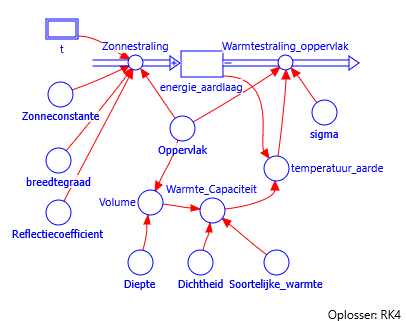 t
Zonnestraling
Warmtestraling_oppervlak
energie_aardlaag
Zonneconstante
Oppervlak
sigma
breedtegraad
temperatuur_aarde
Volume
Warmte_Capaciteit
Reflectiecoefficient
Diepte
Dichtheid
Soortelijke_warmte
Oplosser: RK4